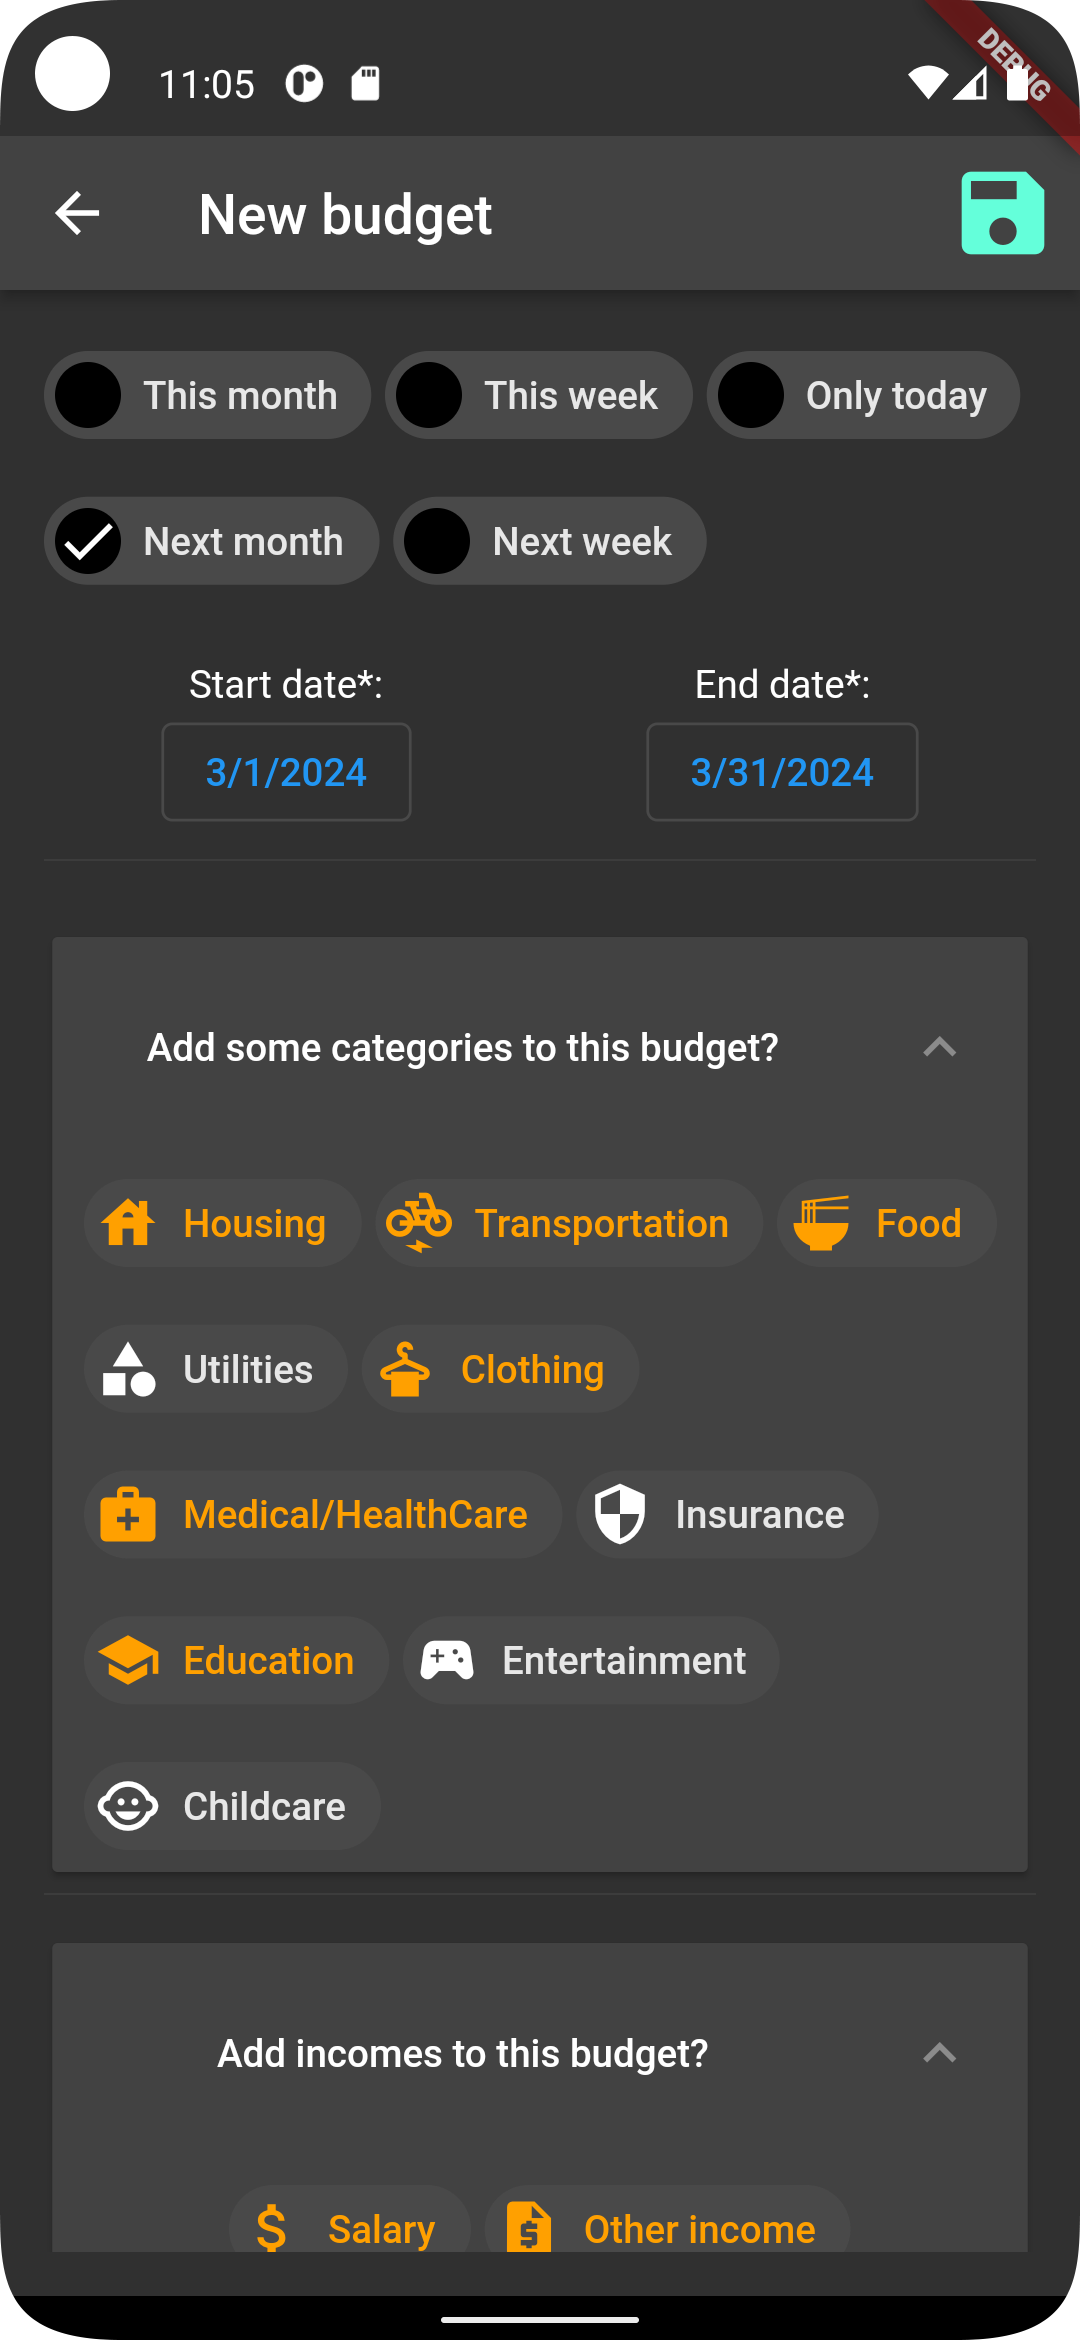 11:05
DEBUG
New budget
This month This week Only today
Next month Next week
Start date*: End date*:
3/1/2024 3/31/2024
Add some categories to this budget?
Housing Transportation Food
Utilities Clothing
Medical/HealthCare Insurance
Education Entertainment
Childcare
Add incomes to this budget?
$ Salary Other income